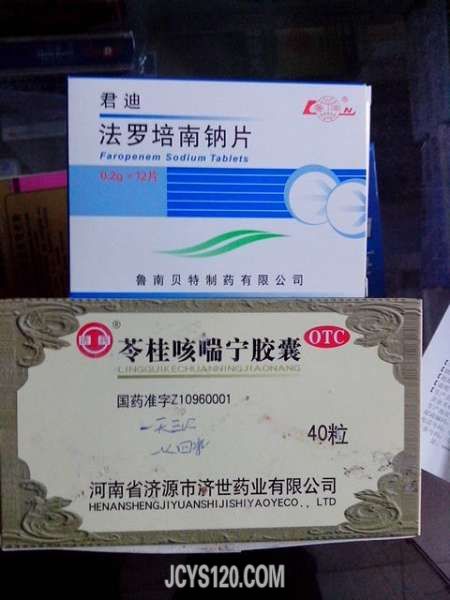 君迪
法罗培南钠片
Faropenem Sodium Tablets
0.2g×12片
鲁南贝特制药有限公司
苓桂咳喘宁胶囊
OTC
LINGGUIKECHUANNINGJIAONANG
国药准字Z10960001
一天三次
40粒
河南省济源市济世药业有限公司
HENANSHENGJIYUANSHIJISHIYAOYECO.,LTD
JCYS120.COM